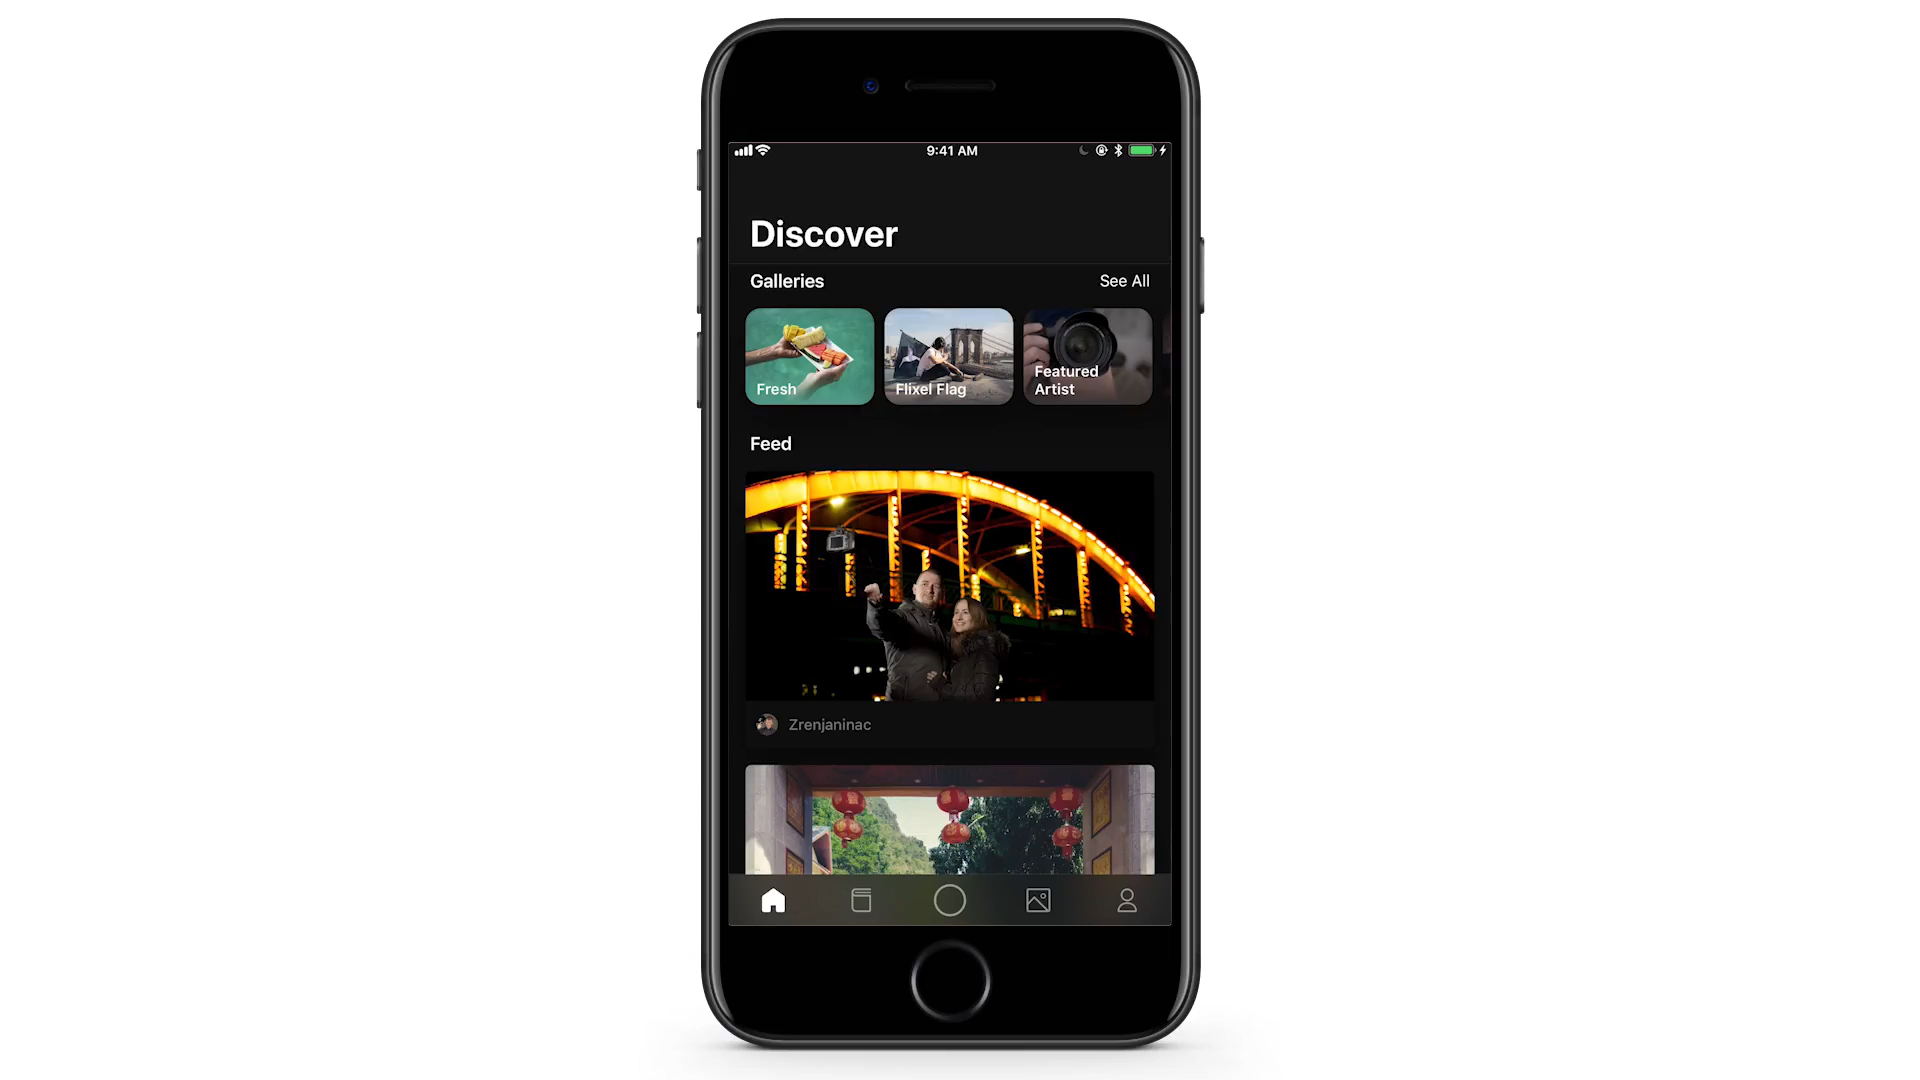 9:41 AM
Discover
Galleries
See All
Fresh
Flixel Flag
Featured
Artist
Feed
Zrenjaninac